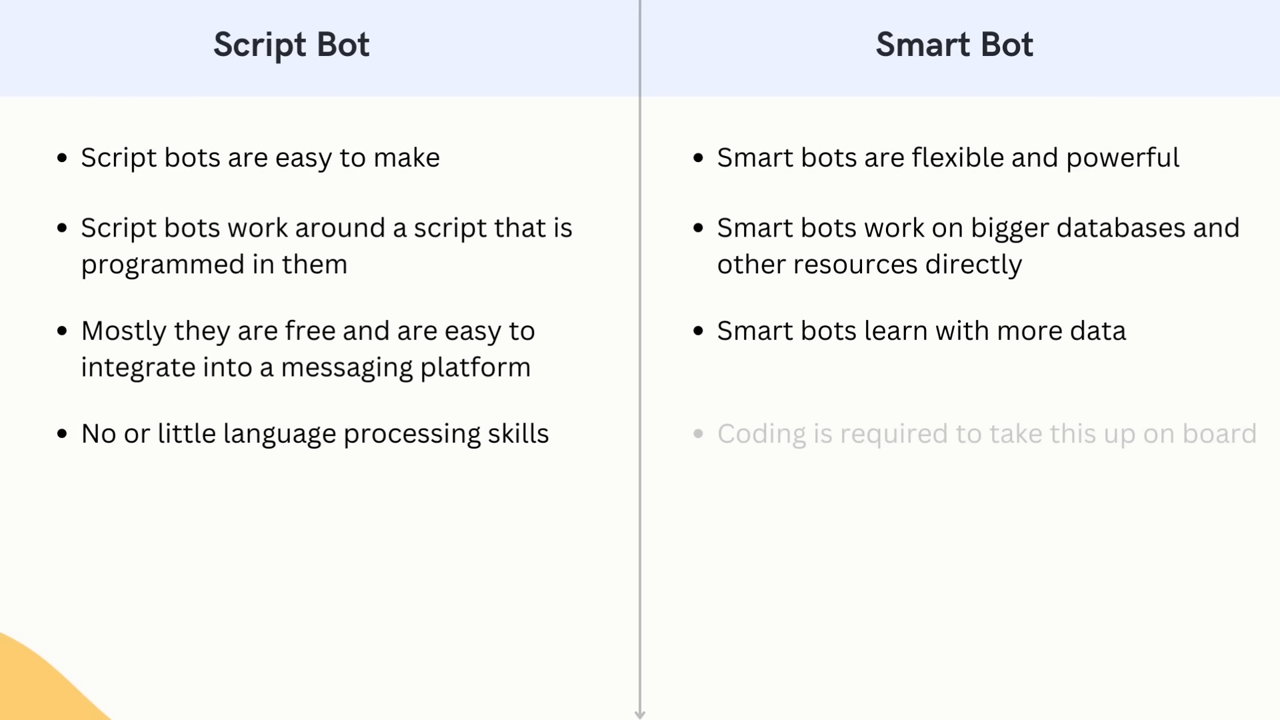 Script Bot
• Script bots are easy to make
• Script bots work around a script that is
programmed in them
• Mostly they are free and are easy to
integrate into a messaging platform
• No or little language processing skills
Smart Bot
• Smart bots are flexible and powerful
• Smart bots work on bigger databases and
other resources directly
• Smart bots learn with more data
• Coding is required to take this up on board